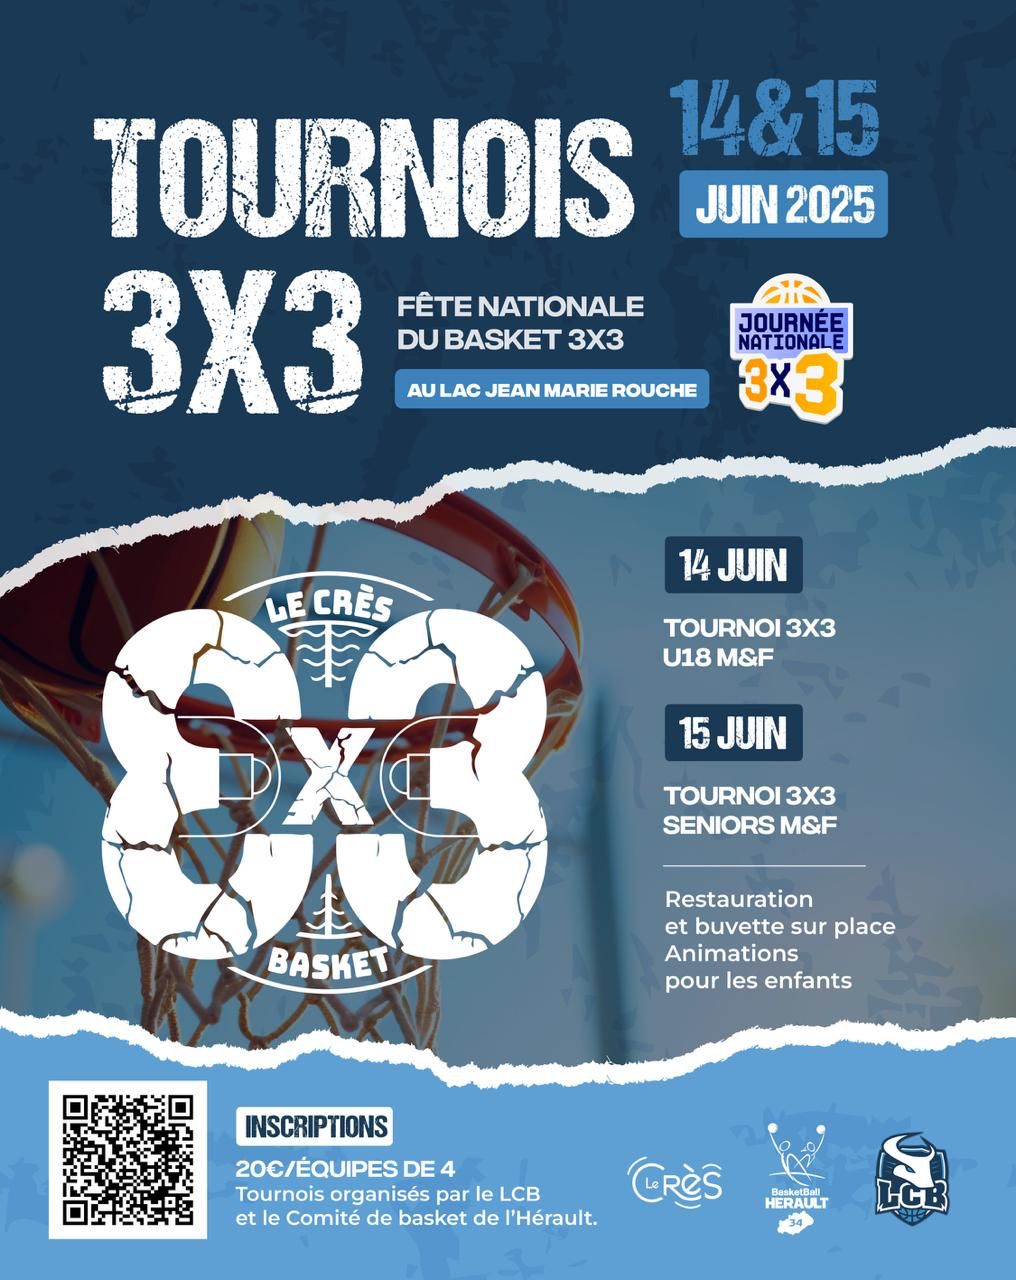 TOURNOIS
3X3
14&15
JUIN 2025
FÊTE NATIONALE
DU BASKET 3X3
AU LAC JEAN MARIE ROUCHE
JOURNÉE
NATIONALE
3X3
LE CRÈS
3X3
BASKET
14 JUIN
TOURNOI 3X3
U18 M&F
15 JUIN
TOURNOI 3X3
SENIORS M&F
Restauration
et buvette sur place
Animations
pour les enfants
INSCRIPTIONS
20€/ÉQUIPES DE 4
Tournois organisés par le LCB
et le Comité de basket de l'Hérault.
Le CRèS
BasketBall
HERAULT
34
LCB